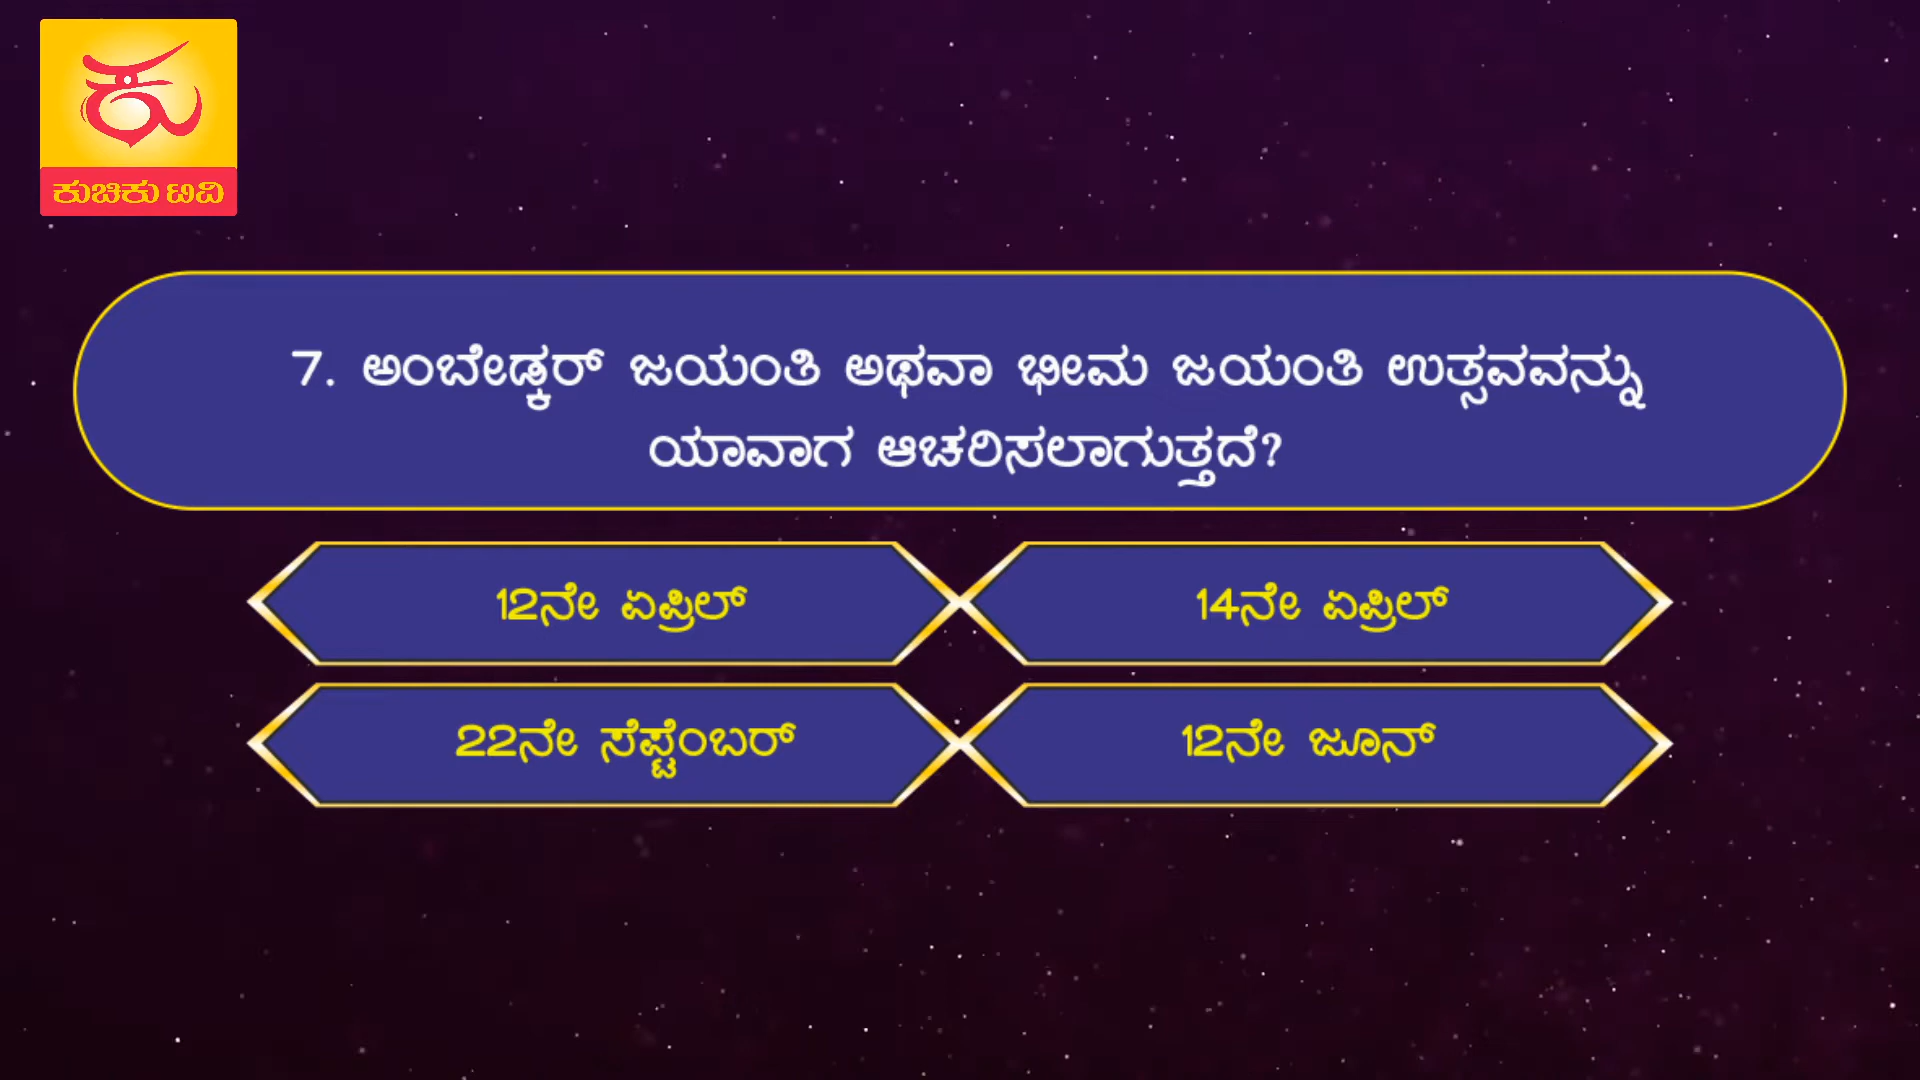 ಕು
ಕುಚಿಕು ಟಿವಿ
7. ಅಂಬೇಡ್ಕರ್ ಜಯಂತಿ ಅಥವಾ ಭೀಮ ಜಯಂತಿ ಉತ್ಸವವನ್ನು
ಯಾವಾಗ ಆಚರಿಸಲಾಗುತ್ತದೆ?
12ನೇ ಏಪ್ರಿಲ್
14ನೇ ಏಪ್ರಿಲ್
22ನೇ ಸೆಪ್ಟೆಂಬರ್
12ನೇ ಜೂನ್